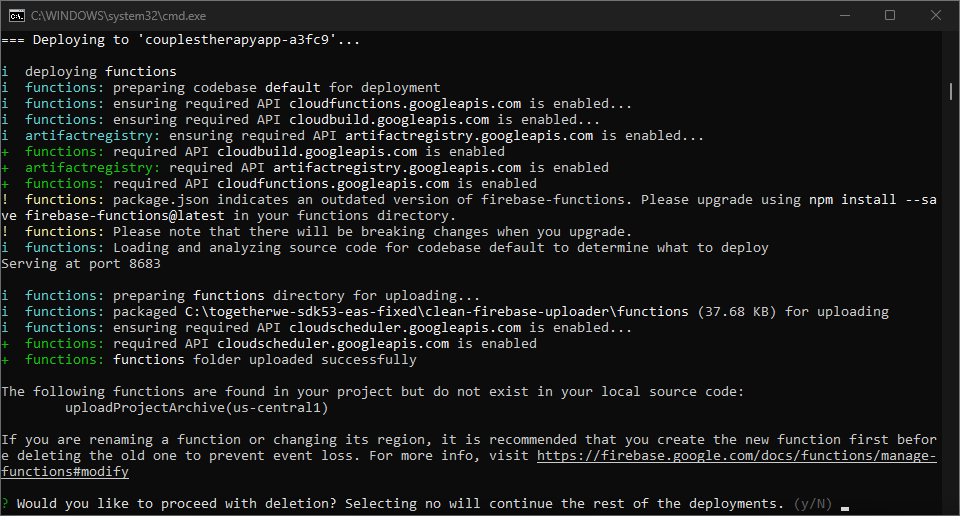 C:\WINDOWS\system32\cmd.exe
=== Deploying to 'couplestherapyapp-a3fc9'...
i  deploying functions
i  functions: preparing codebase default for deployment
i  functions: ensuring required API cloudfunctions.googleapis.com is enabled...
i  functions: ensuring required API cloudbuild.googleapis.com is enabled...
i  artifactregistry: ensuring required API artifactregistry.googleapis.com is enabled...
+  functions: required API cloudbuild.googleapis.com is enabled
+  artifactregistry: required API artifactregistry.googleapis.com is enabled
+  functions: required API cloudfunctions.googleapis.com is enabled
!  functions: package.json indicates an outdated version of firebase-functions. Please upgrade using npm install --sa
ve firebase-functions@latest in your functions directory.
!  functions: Please note that there will be breaking changes when you upgrade.
i  functions: Loading and analyzing source code for codebase default to determine what to deploy
Serving at port 8683
i  functions: preparing functions directory for uploading...
i  functions: packaged C:\togetherwe-sdk53-eas-fixed\clean-firebase-uploader\functions (37.68 KB) for uploading
i  functions: ensuring required API cloudscheduler.googleapis.com is enabled...
+  functions: required API cloudscheduler.googleapis.com is enabled
+  functions: functions folder uploaded successfully
The following functions are found in your project but do not exist in your local source code:
uploadProjectArchive(us-central1)
If you are renaming a function or changing its region, it is recommended that you create the new function first befor
e deleting the old one to prevent event loss. For more info, visit https://firebase.google.com/docs/functions/manage-
functions#modify
? Would you like to proceed with deletion? Selecting no will continue the rest of the deployments. (y/N)